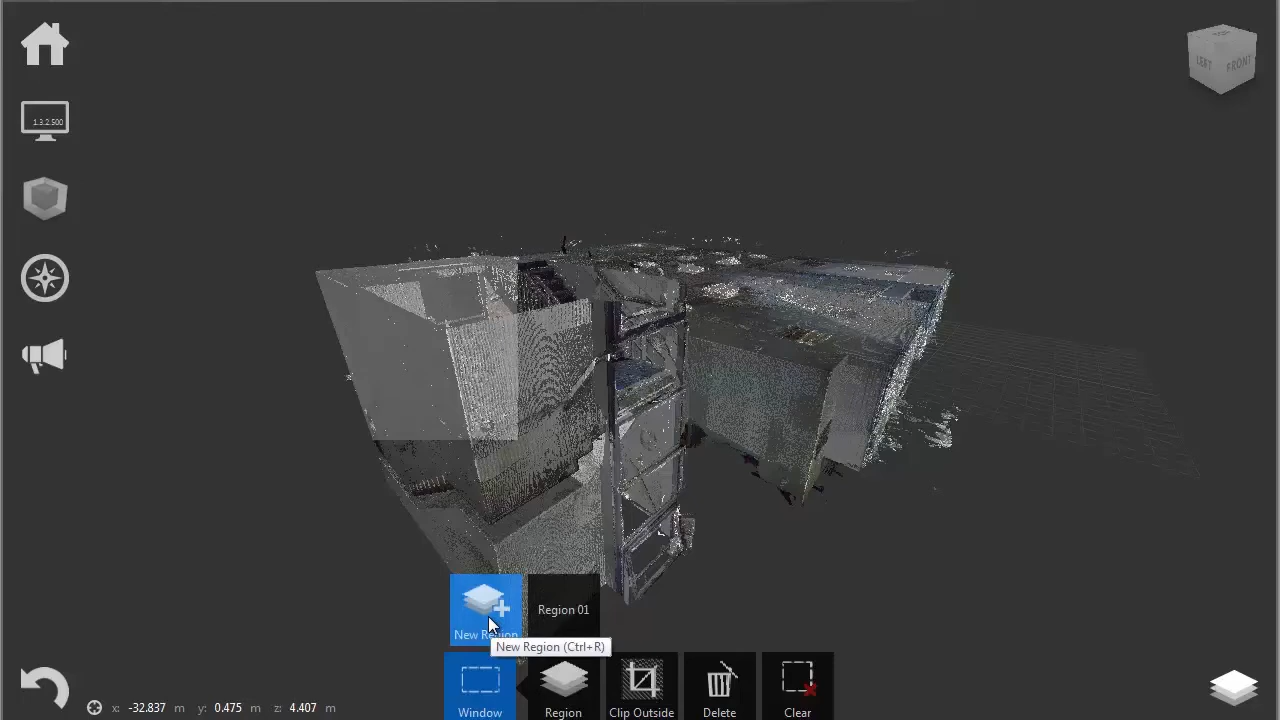 TOP
LEFT
FRONT
1.3.2.500
Region 01
New Region
New Region (Ctrl+R)
Window
Region
Clip Outside
Delete
Clear
x: -32.837 m y: 0.475 m z: 4.407 m